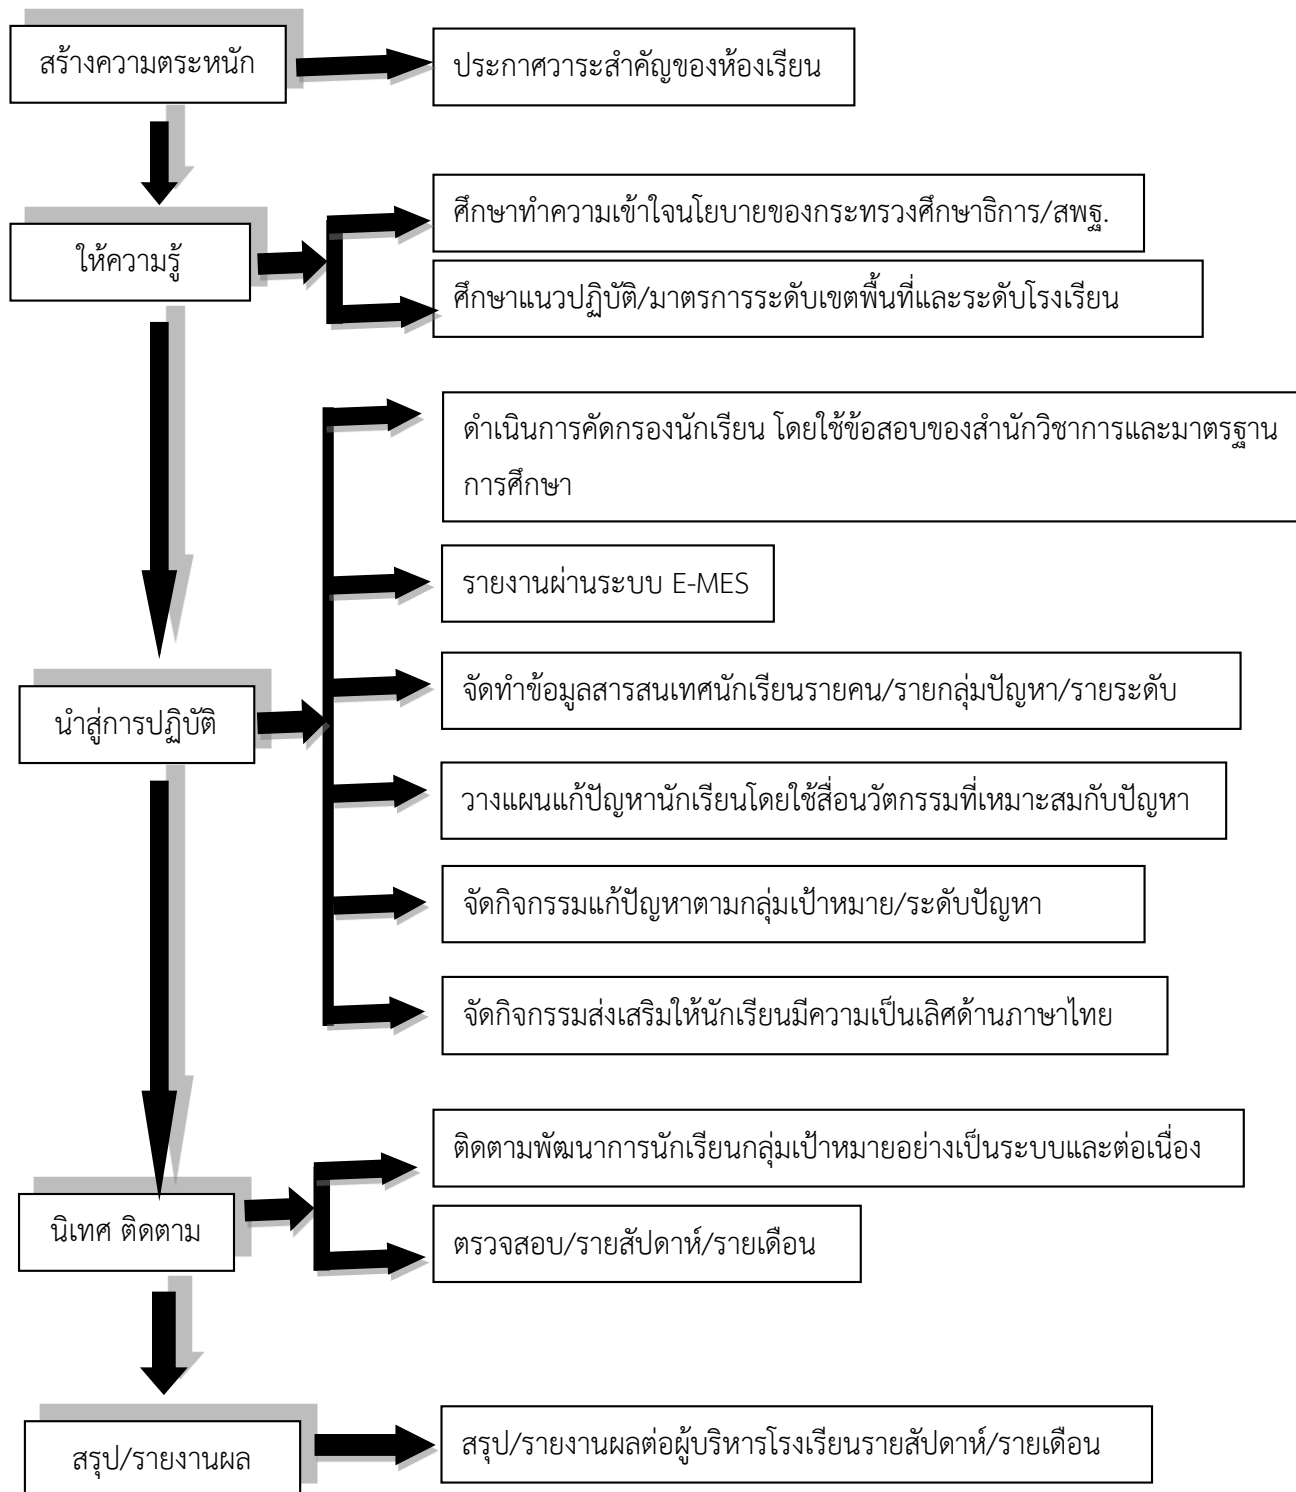 สร้างความตระหนัก
ประกาศวาระสำคัญของห้องเรียน
ให้ความรู้
ศึกษาทำความเข้าใจนโยบายของกระทรวงศึกษาธิการ/สพฐ.
ศึกษาแนวปฏิบัติ/มาตรการระดับเขตพื้นที่และระดับโรงเรียน
นำสู่การปฏิบัติ
ดำเนินการคัดกรองนักเรียน โดยใช้ข้อสอบของสำนักวิชาการและมาตรฐาน
การศึกษา
รายงานผ่านระบบ E-MES
จัดทำข้อมูลสารสนเทศนักเรียนรายคน/รายกลุ่มปัญหา/รายระดับ
วางแผนแก้ปัญหานักเรียนโดยใช้สื่อนวัตกรรมที่เหมาะสมกับปัญหา
จัดกิจกรรมแก้ปัญหาตามกลุ่มเป้าหมาย/ระดับปัญหา
จัดกิจกรรมส่งเสริมให้นักเรียนมีความเป็นเลิศด้านภาษาไทย
นิเทศ ติดตาม
ติดตามพัฒนาการนักเรียนกลุ่มเป้าหมายอย่างเป็นระบบและต่อเนื่อง
ตรวจสอบ/รายสัปดาห์/รายเดือน
สรุป/รายงานผล
สรุป/รายงานผลต่อผู้บริหารโรงเรียนรายสัปดาห์/รายเดือน